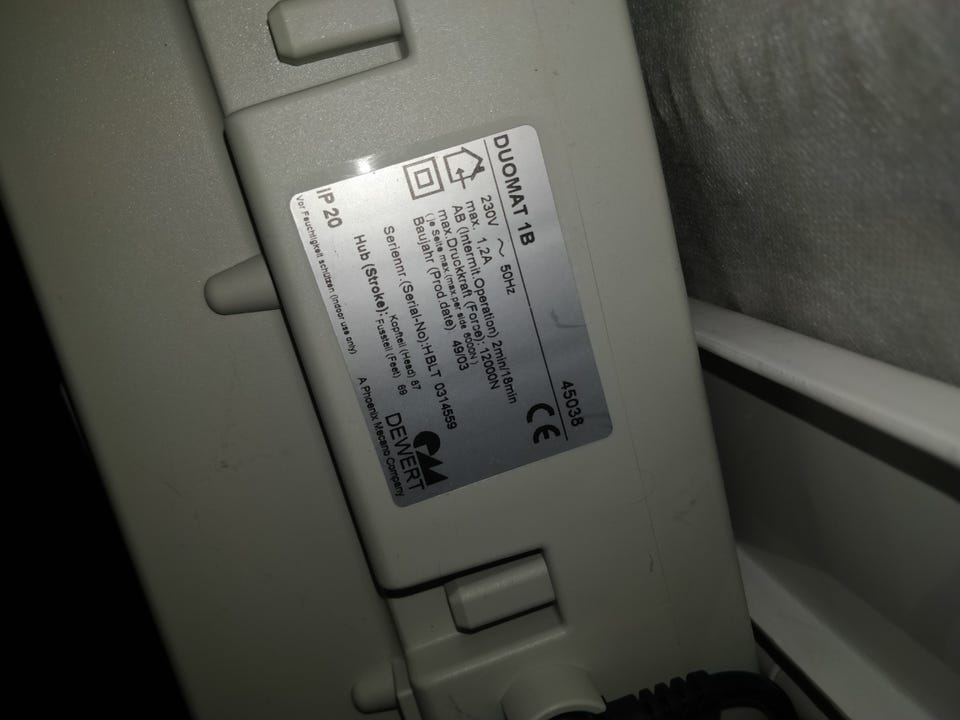 DUOMAT 1B 45038
230V ~ 50Hz
max. 1,2A
AB (Intermit.Operation) 2min/18min
max.Druckkraft (Force): 12000N
(je Seite max.(max.per side 6000N)
Baujahr (Prod.date) 49/03
Seriennr.(Serial-No):HBLT 0314559
Hub (Stroke): Kopfteil (Head) 87
Fussteil (Feet) 69
IP 20
Vor Feuchtigkeit schützen (Indoor use only)
CE
DEWERT
A Phoenix Mecano Company